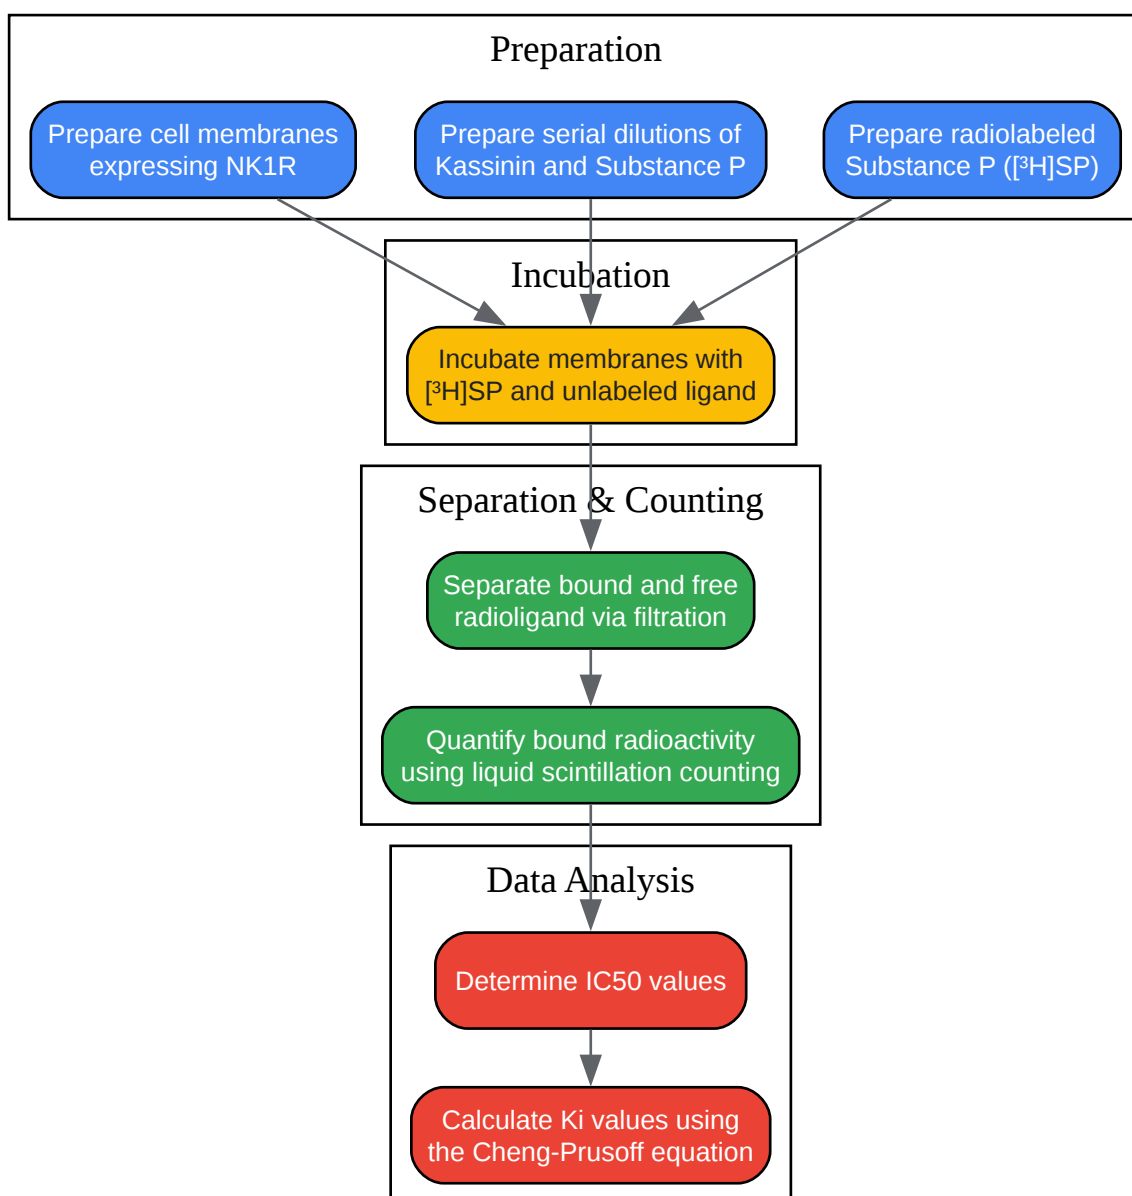 Preparation
Prepare cell membranes
expressing NK1R
Prepare serial dilutions of
Kassinin and Substance P
Prepare radiolabeled
Substance P ([³H]SP)
Incubation
Incubate membranes with
[³H]SP and unlabeled ligand
Separation & Counting
Separate bound and free
radioligand via filtration
Quantify bound radioactivity
using liquid scintillation counting
Data Analysis
Determine IC50 values
Calculate Ki values using
the Cheng-Prusoff equation